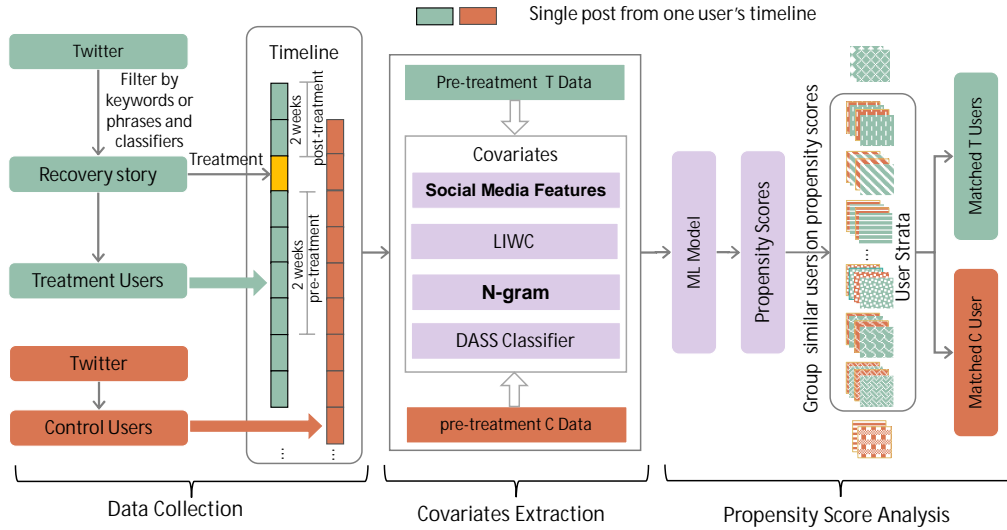 Single post from one user's timeline
Twitter
Filter by
keywords or
phrases and
classifiers
Recovery story
Treatment
Treatment Users
Twitter
Control Users
Timeline
2 weeks
post-treatment
2 weeks
pre-treatment
...
...
Data Collection
Pre-treatment T Data
Covariates
Social Media Features
LIWC
N-gram
DASS Classifier
pre-treatment C Data
Covariates Extraction
ML Model
Propensity Scores
Group similar users on propensity scores
...
User Strata
Matched T Users
Matched C User
Propensity Score Analysis